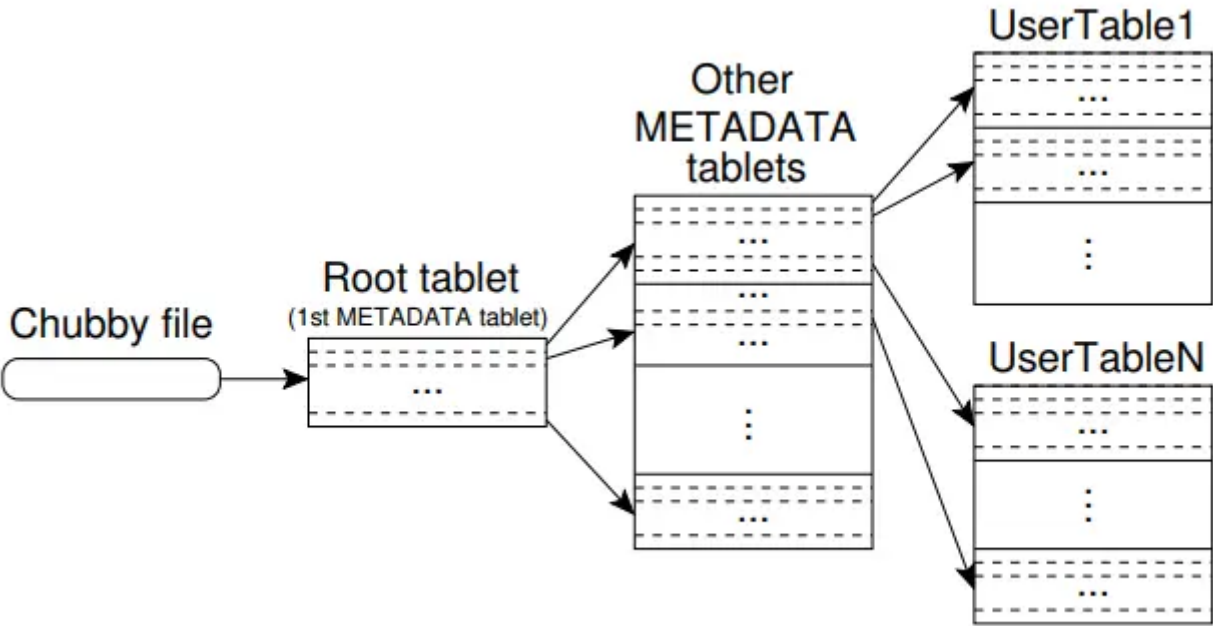 Chubby file
Root tablet
(1st METADATA tablet)
...
Other
METADATA
tablets
...
...
...
⋮
...
UserTable1
...
...
⋮
UserTableN
...
⋮
...